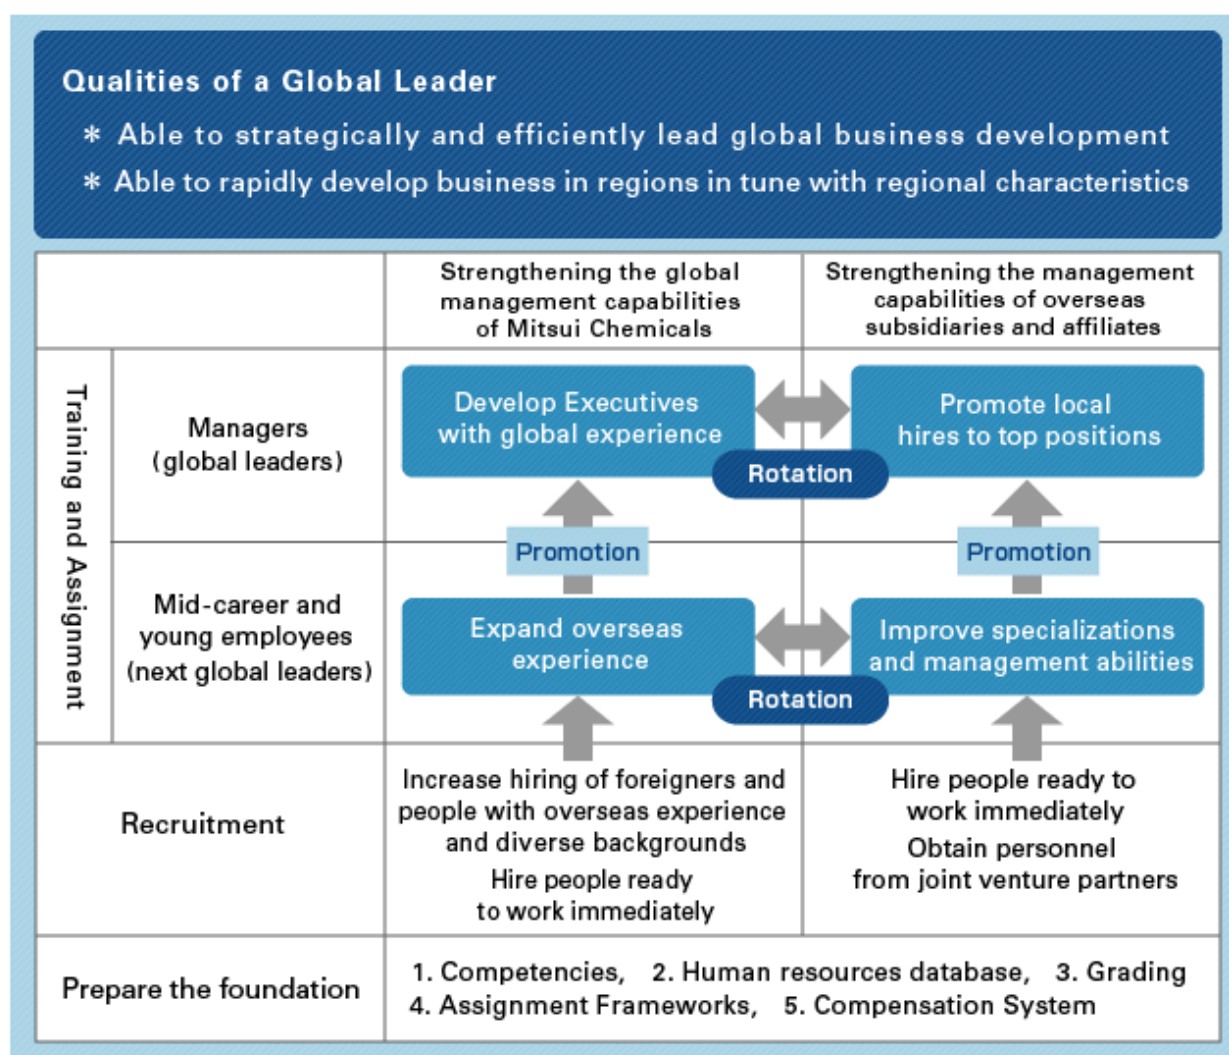 Qualities of a Global Leader
* Able to strategically and efficiently lead global business development
* Able to rapidly develop business in regions in tune with regional characteristics
Strengthening the global
management capabilities
of Mitsui Chemicals
Strengthening the management
capabilities of overseas
subsidiaries and affiliates
Training and Assignment
Managers
(global leaders)
Develop Executives
with global experience
Promote local
hires to top positions
Rotation
Promotion
Promotion
Mid-career and
young employees
(next global leaders)
Expand overseas
experience
Improve specializations
and management abilities
Rotation
Recruitment
Increase hiring of foreigners and
people with overseas experience
and diverse backgrounds
Hire people ready
to work immediately
Hire people ready to
work immediately
Obtain personnel
from joint venture partners
Prepare the foundation
1. Competencies, 2. Human resources database, 3. Grading
4. Assignment Frameworks, 5. Compensation System